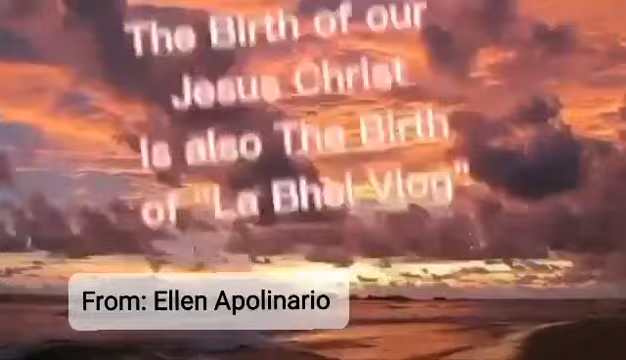 The Birth of our
Jesus Christ
Is also The Birth
of "La Bhel Vlog"
From: Ellen Apolinario